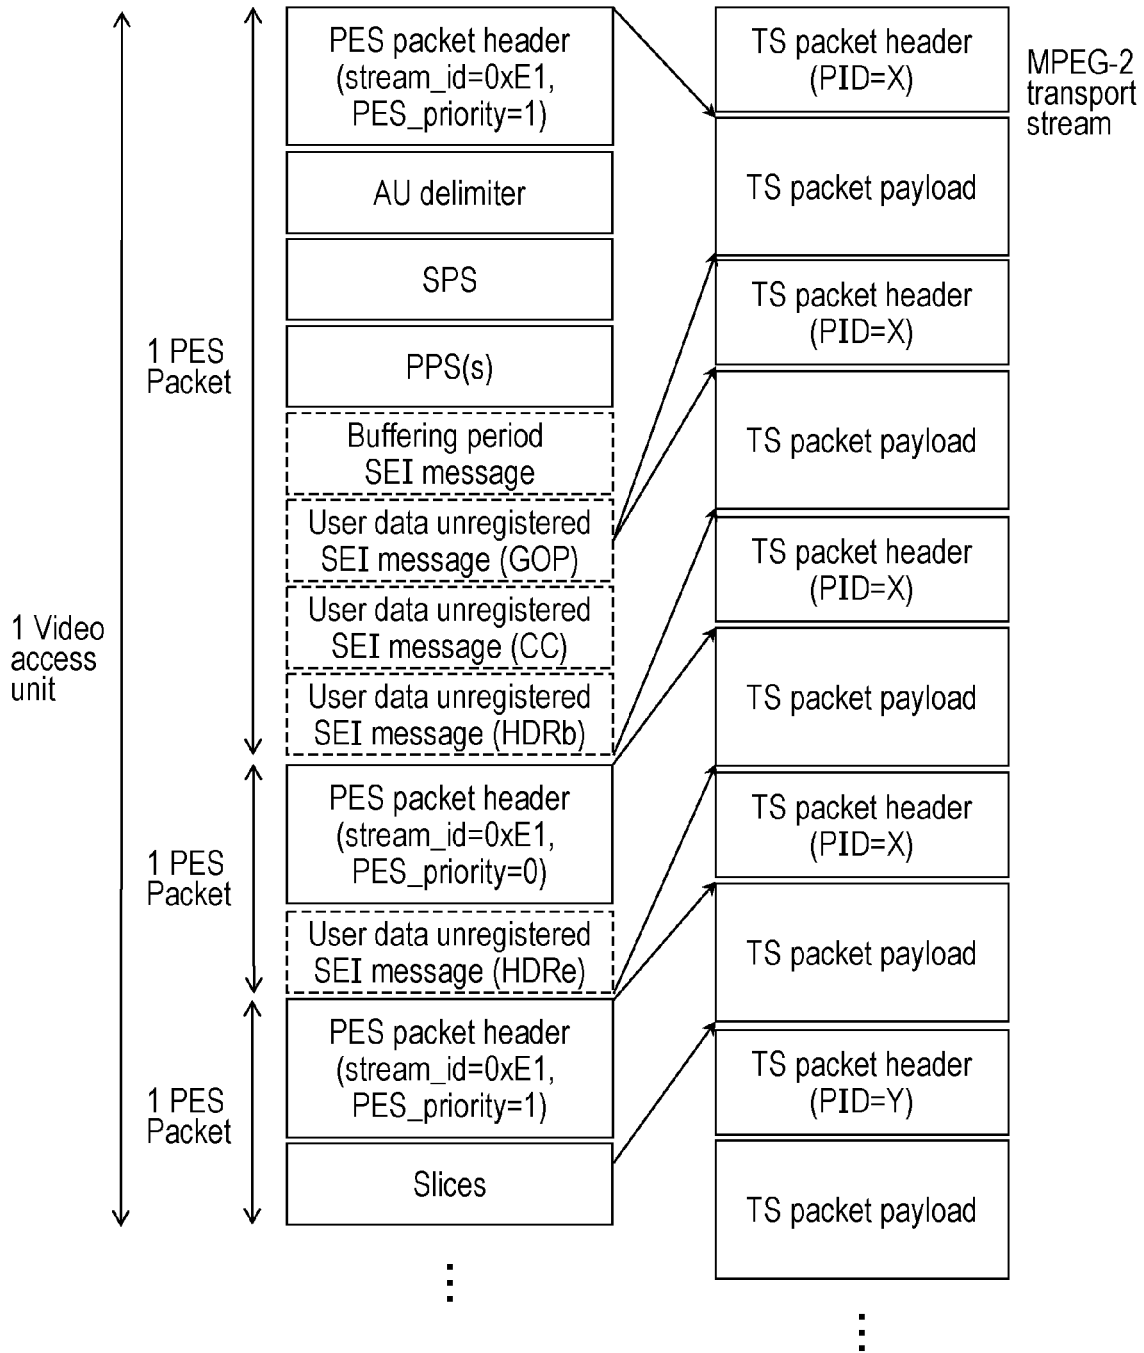 1 Video
access
unit
1 PES
Packet
PES packet header
(stream_id=0xE1,
PES_priority=1)
AU delimiter
SPS
PPS(s)
Buffering period
SEI message
User data unregistered
SEI message (GOP)
User data unregistered
SEI message (CC)
User data unregistered
SEI message (HDRb)
1 PES
Packet
PES packet header
(stream_id=0xE1,
PES_priority=0)
User data unregistered
SEI message (HDRe)
1 PES
Packet
PES packet header
(stream_id=0xE1,
PES_priority=1)
Slices
TS packet header
(PID=X)
TS packet payload
TS packet header
(PID=X)
TS packet payload
TS packet header
(PID=X)
TS packet payload
TS packet header
(PID=X)
TS packet payload
TS packet header
(PID=Y)
TS packet payload
MPEG-2
transport
stream